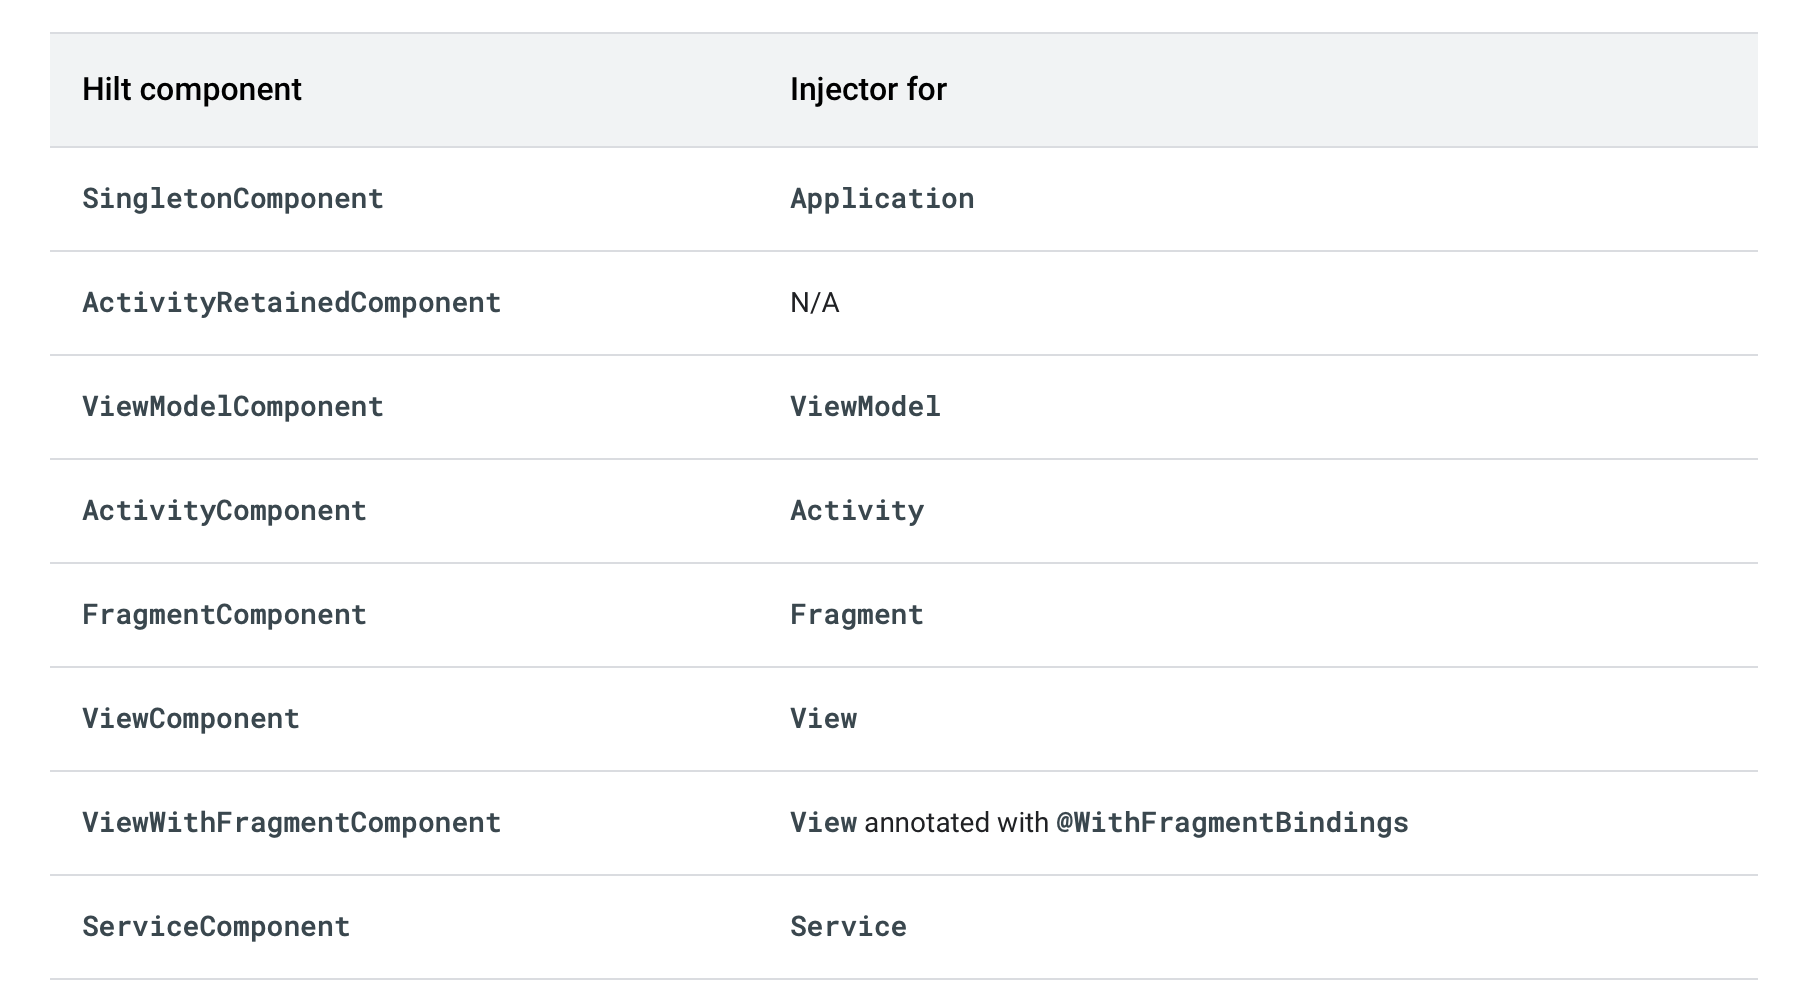 Hilt component Injector for
SingletonComponent Application
ActivityRetainedComponent N/A
ViewModelComponent ViewModel
ActivityComponent Activity
FragmentComponent Fragment
ViewComponent View
ViewWithFragmentComponent View annotated with @WithFragmentBindings
ServiceComponent Service